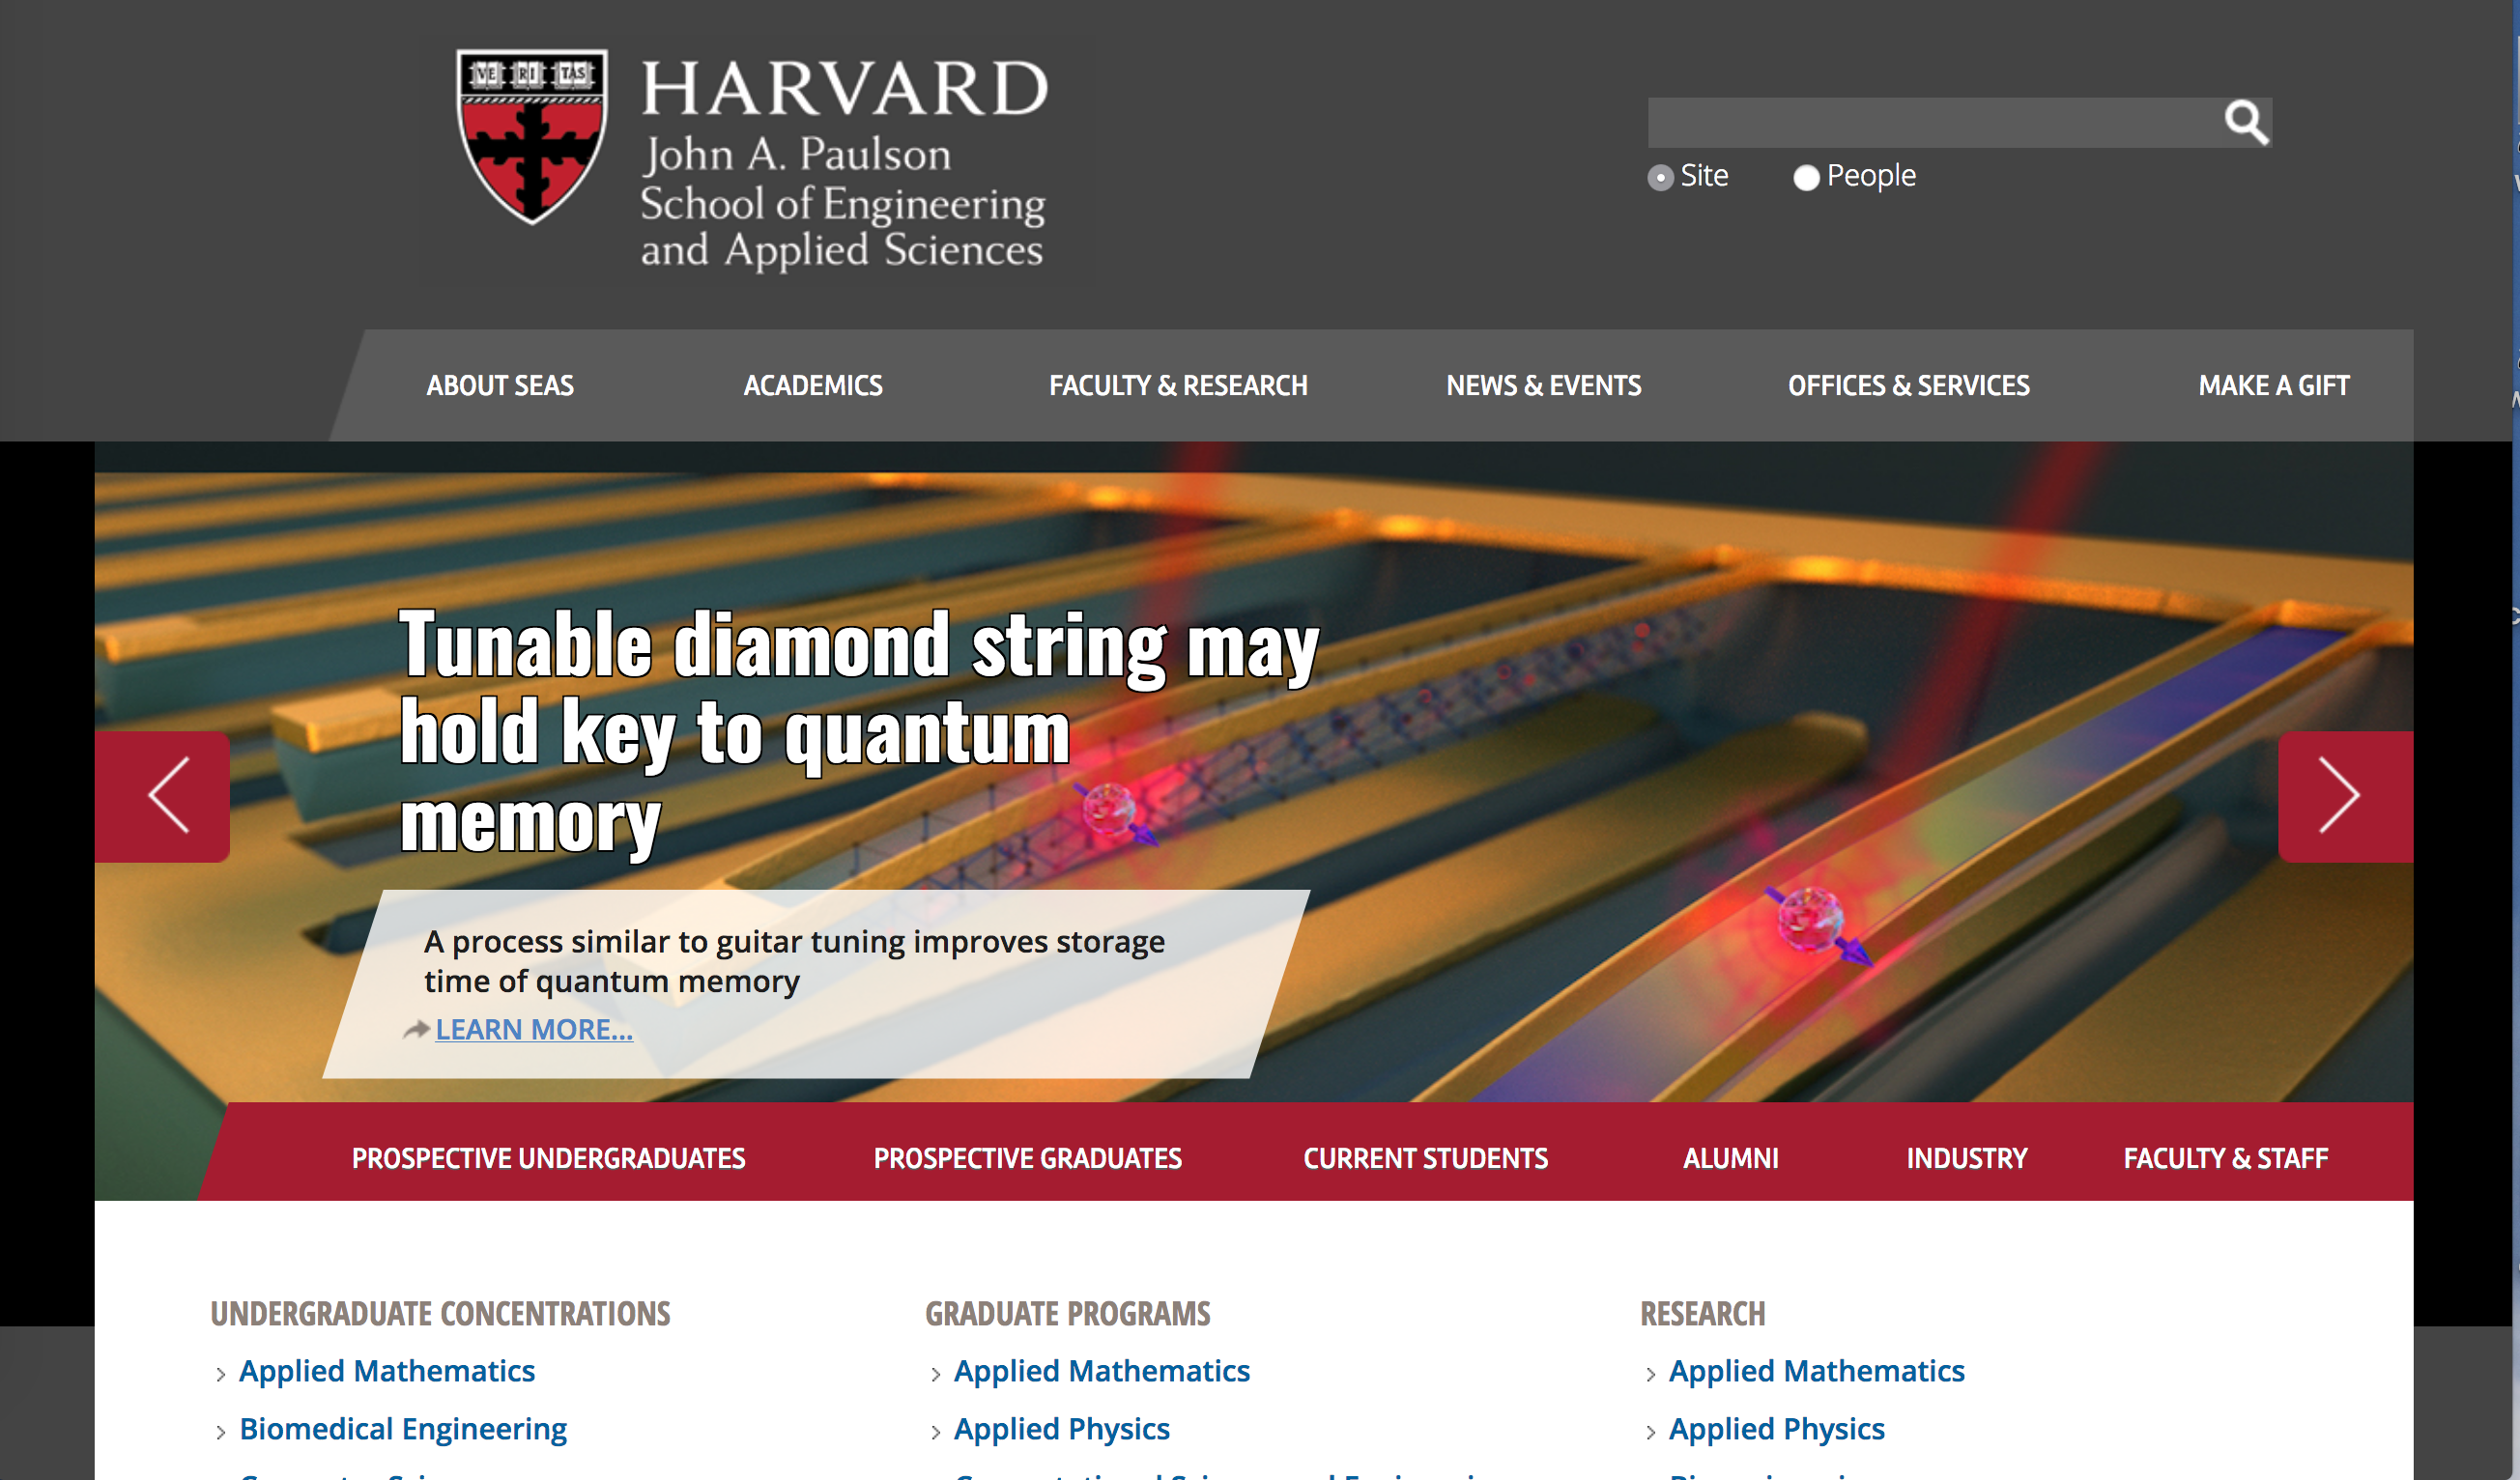 VE RI TAS
HARVARD
John A. Paulson
School of Engineering
and Applied Sciences
Site People
ABOUT SEAS ACADEMICS FACULTY & RESEARCH NEWS & EVENTS OFFICES & SERVICES MAKE A GIFT
Tunable diamond string may
hold key to quantum
memory
A process similar to guitar tuning improves storage
time of quantum memory
LEARN MORE...
PROSPECTIVE UNDERGRADUATES PROSPECTIVE GRADUATES CURRENT STUDENTS ALUMNI INDUSTRY FACULTY & STAFF
UNDERGRADUATE CONCENTRATIONS
Applied Mathematics
Biomedical Engineering
GRADUATE PROGRAMS
Applied Mathematics
Applied Physics
RESEARCH
Applied Mathematics
Applied Physics